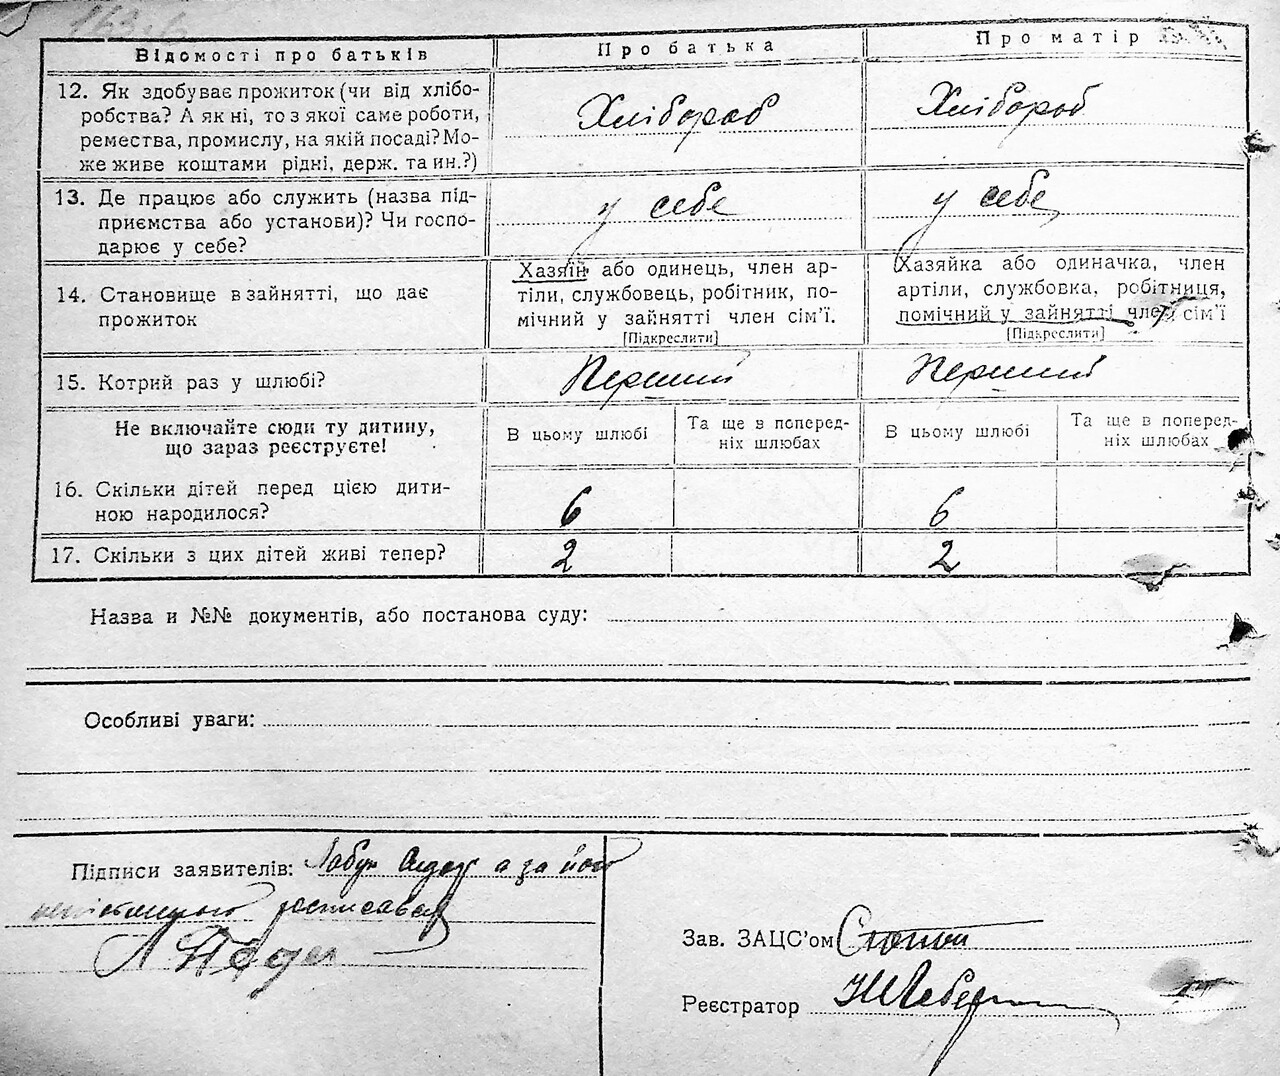 Відомості про батьків
Про батька
Про матір
12. Як здобуває прожиток (чи від хлібо-
робства? А як ні, то з якої саме роботи,
ремества, промислу, на якій посаді? Мо-
же живе коштами рідні, держ. та ин.?)
Хлібороб
Хлібороб
13. Де працює або служить (назва під-
приємства або установи)? Чи госпо-
дарює у себе?
у себе
у себе
14. Становище в зайнятті, що дає
прожиток
Хазяїн або одинець, член ар-
тіли, службовець, робітник, по-
мічний у зайнятті член сім'ї.
[Підкреслити]
Хазяйка або одиначка, член
артіли, службовка, робітниця,
помічний у зайнятті член сім'ї
[Підкреслити]
15. Котрий раз у шлюбі?
Перший
Перший
Не включайте сюди ту дитину,
що зараз реєструєте!
В цьому шлюбі
Та ще в поперед-
ніх шлюбах
В цьому шлюбі
Та ще в поперед-
ніх шлюбах
16. Скільки дітей перед цією дити-
ною народилося?
6
6
17. Скільки з цих дітей живі тепер?
2
2
Назва и №№ документів, або постанова суду:
Особливі уваги:
Підписи заявителів: а за його
росписався
Зав. ЗАЦС'ом
Реєстратор